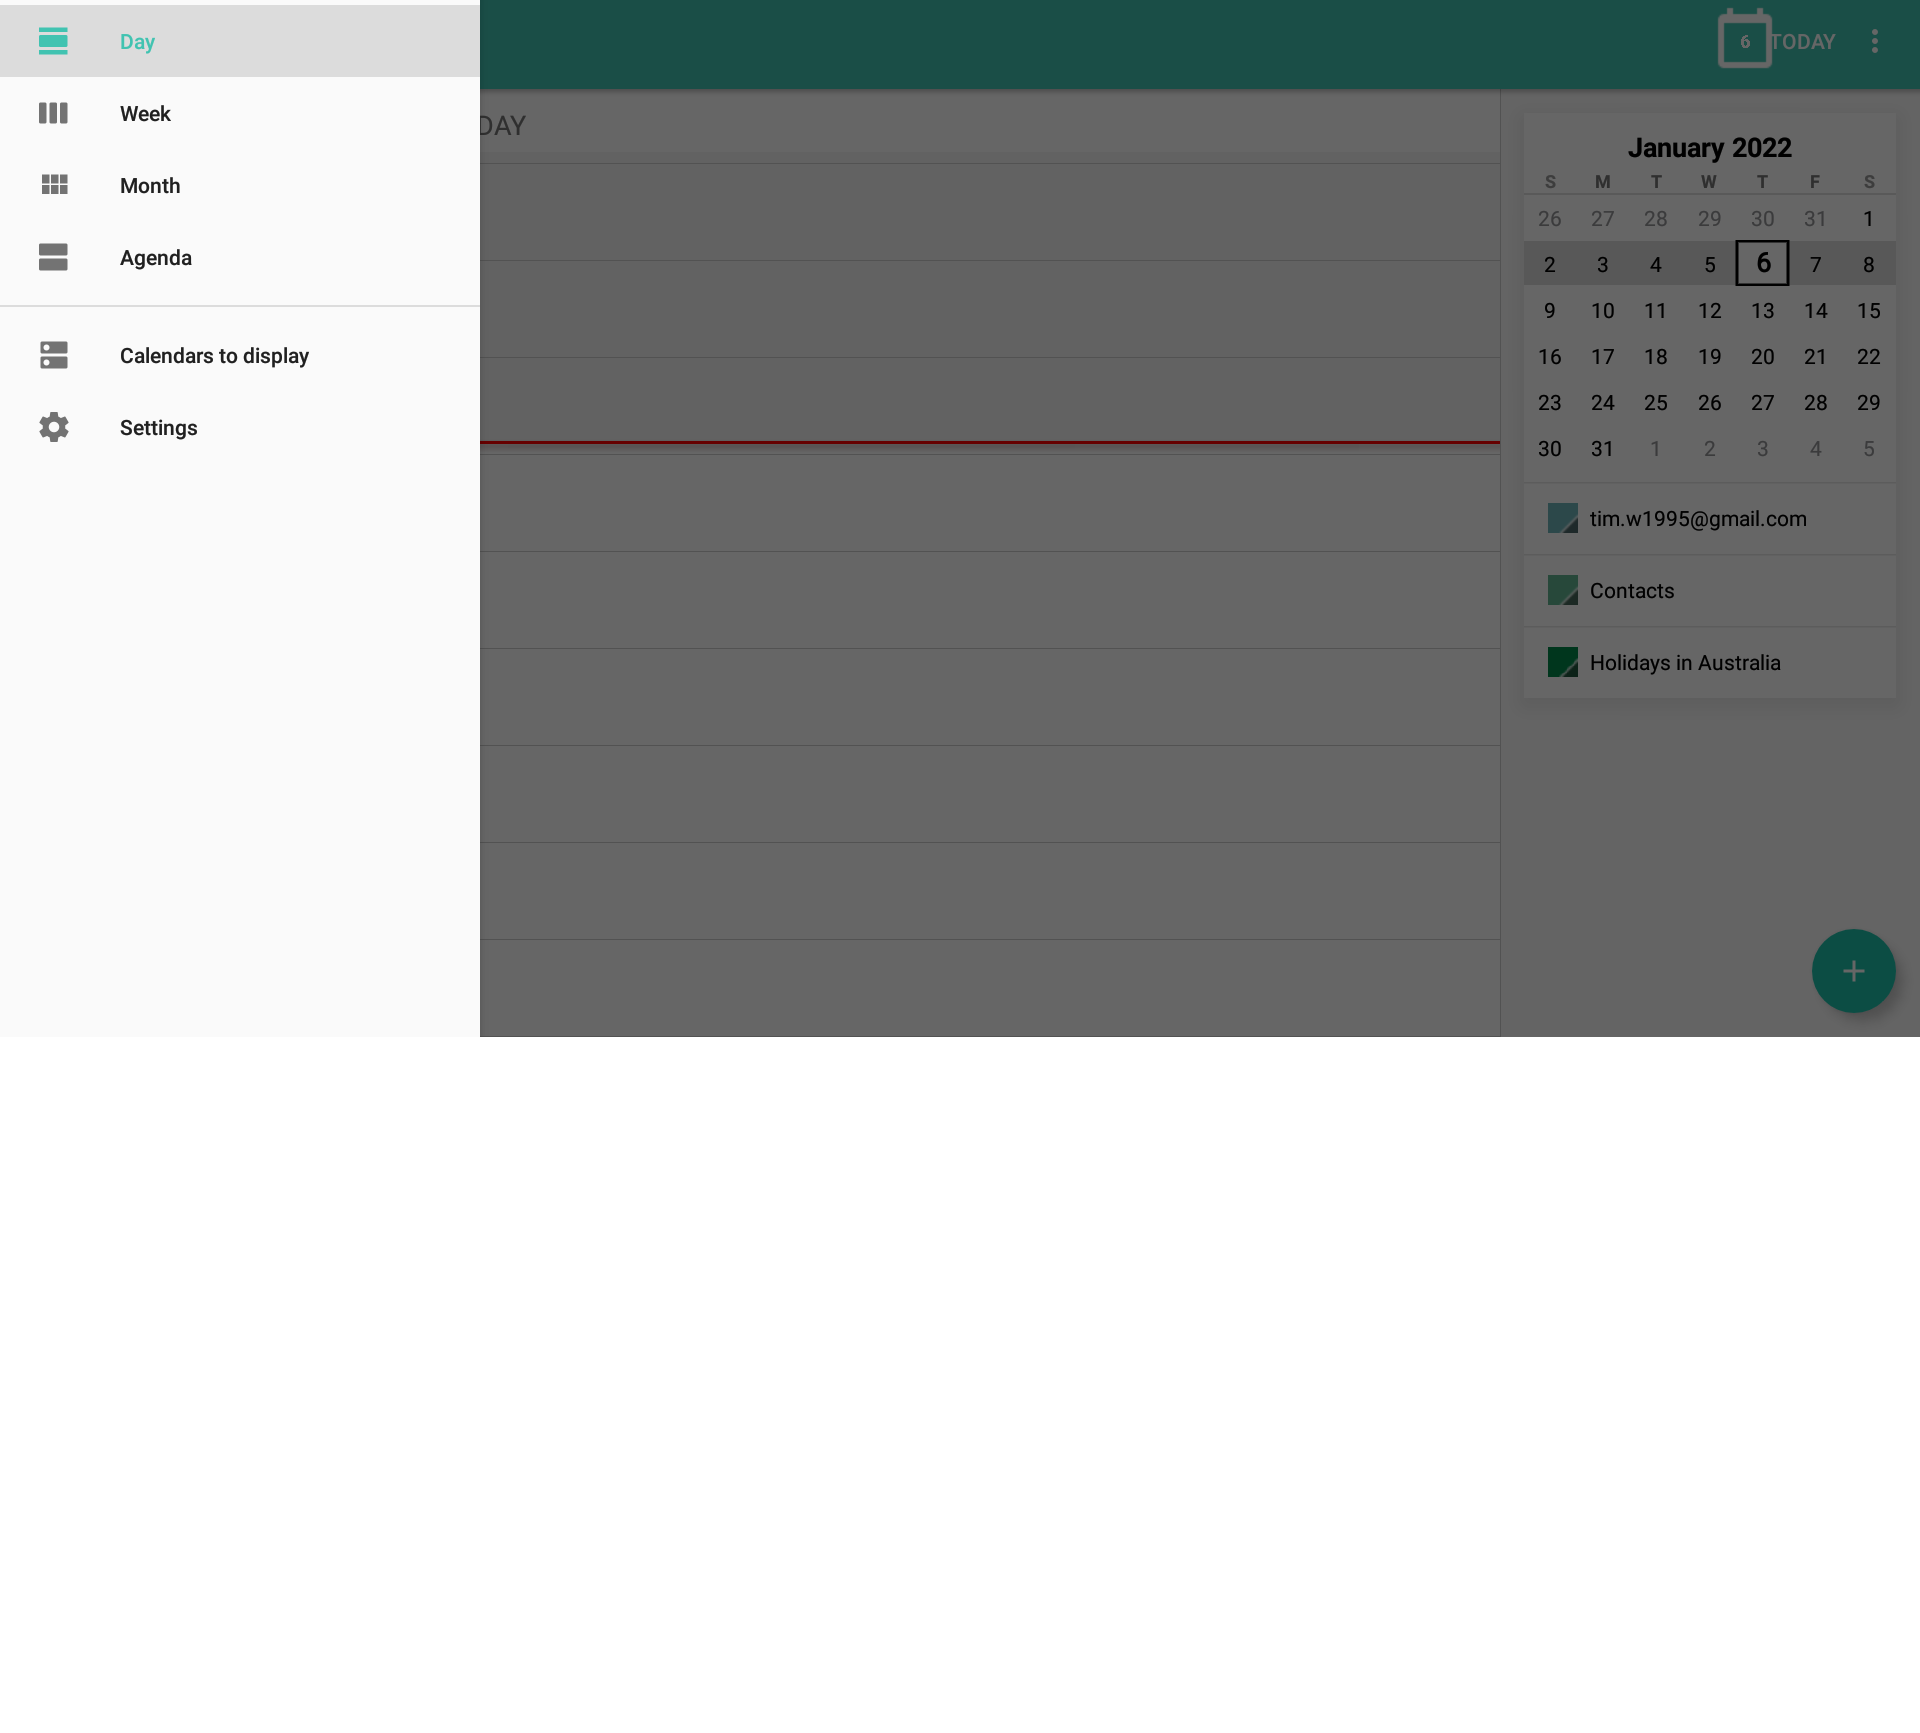 Day
Week
Month
Agenda
Calendars to display
Settings
6 TODAY
DAY
January 2022
S M T W T F S
26 27 28 29 30 31 1
2 3 4 5 6 7 8
9 10 11 12 13 14 15
16 17 18 19 20 21 22
23 24 25 26 27 28 29
30 31 1 2 3 4 5
tim.w1995@gmail.com
Contacts
Holidays in Australia